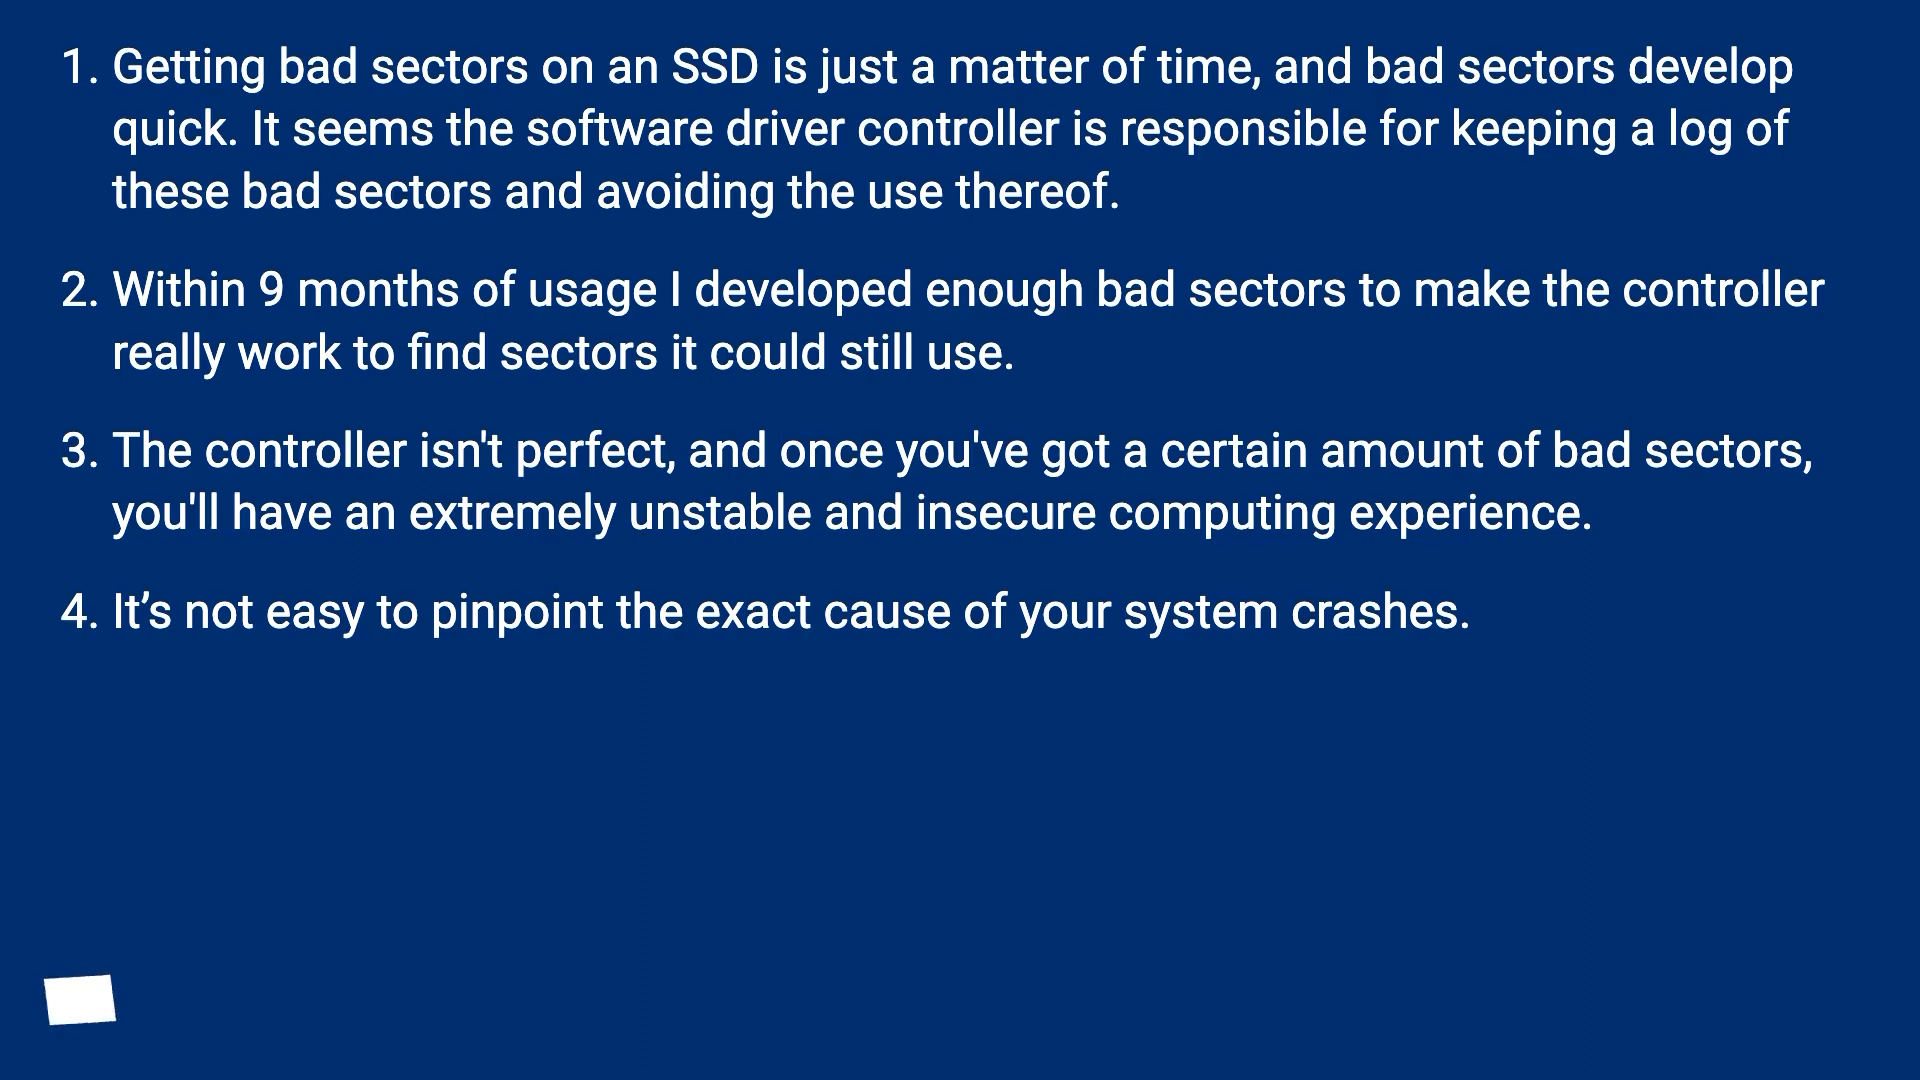 1. Getting bad sectors on an SSD is just a matter of time, and bad sectors develop
quick. It seems the software driver controller is responsible for keeping a log of
these bad sectors and avoiding the use thereof.
2. Within 9 months of usage I developed enough bad sectors to make the controller
really work to find sectors it could still use.
3. The controller isn't perfect, and once you've got a certain amount of bad sectors,
you'll have an extremely unstable and insecure computing experience.
4. It’s not easy to pinpoint the exact cause of your system crashes.